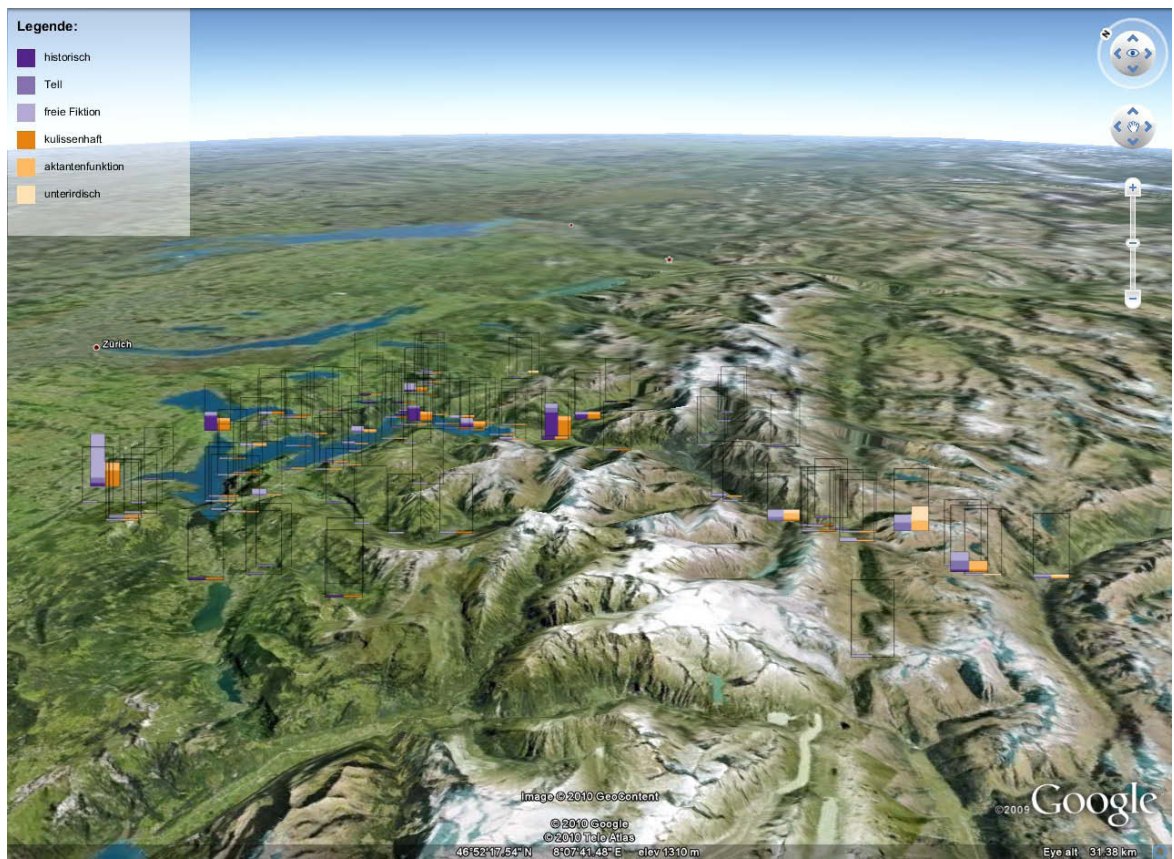 Legende:
historisch
Tell
freie Fiktion
kulissenhaft
aktantenfunktion
unterirdisch
N
Zürich
Image © 2010 GeoContent
© 2010 Google
© 2010 Tele Atlas
©2009 Google
46°52'17.54" N 8°07'41.48" E elev 1310 m Eye alt 31.38 km